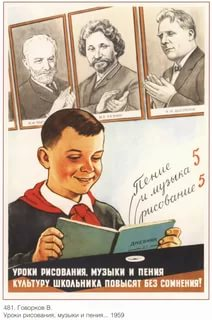 И.Е.РЕПИН
Пение
и музыка 5
рисование 5
ДНЕВНИК
УРОКИ РИСОВАНИЯ, МУЗЫКИ И ПЕНИЯ
КУЛЬТУРУ ШКОЛЬНИКА ПОВЫСЯТ БЕЗ СОМНЕНИЯ!
481. Говорков В.
Уроки рисования, музыки и пения... 1959